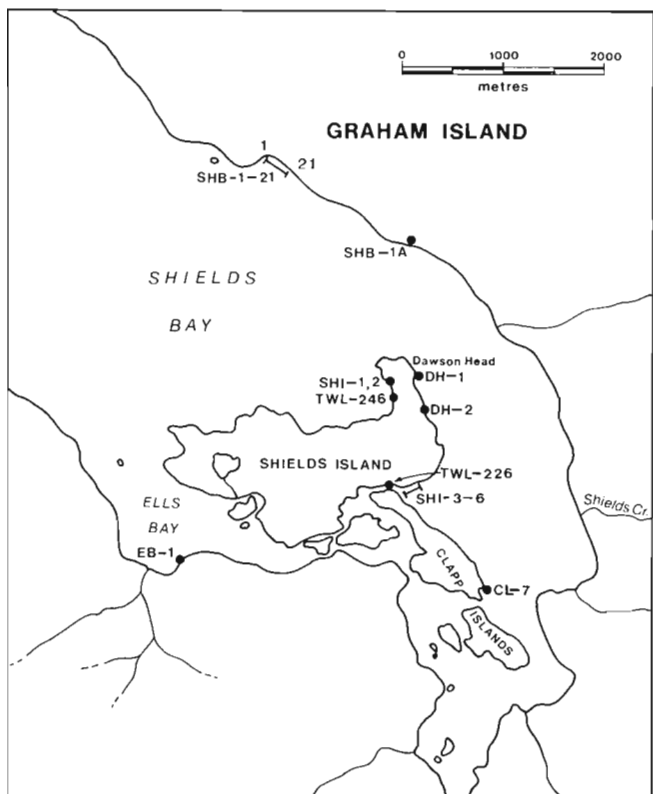 0 1000 2000
metres
GRAHAM ISLAND
1
21
SHB-1-21
SHB-1A
SHIELDS
BAY
Dawson Head
DH-1
SHI-1,2
TWL-246
DH-2
SHIELDS ISLAND
TWL-226
SHI-3-6
ELLS
BAY
Shields Cr.
EB-1
CLAPP
CL-7
ISLANDS